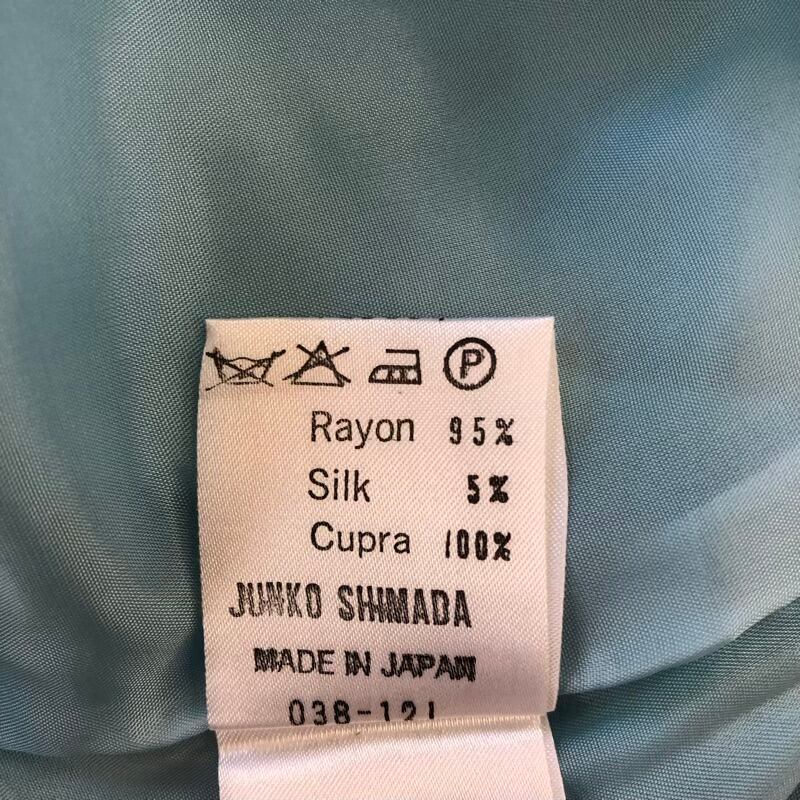 P
Rayon 95%
Silk 5%
Cupra 100%
JUNKO SHIMADA
MADE IN JAPAN
038-121